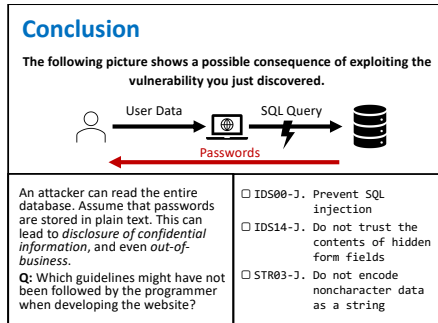 Conclusion
The following picture shows a possible consequence of exploiting the
vulnerability you just discovered.
User Data
SQL Query
Passwords
An attacker can read the entire
database. Assume that passwords
are stored in plain text. This can
lead to disclosure of confidential
information, and even out-of-
business.
Q: Which guidelines might have not
been followed by the programmer
when developing the website?
▢ IDS00-J. Prevent SQL
injection
▢ IDS14-J. Do not trust the
contents of hidden
form fields
▢ STR03-J. Do not encode
noncharacter data
as a string